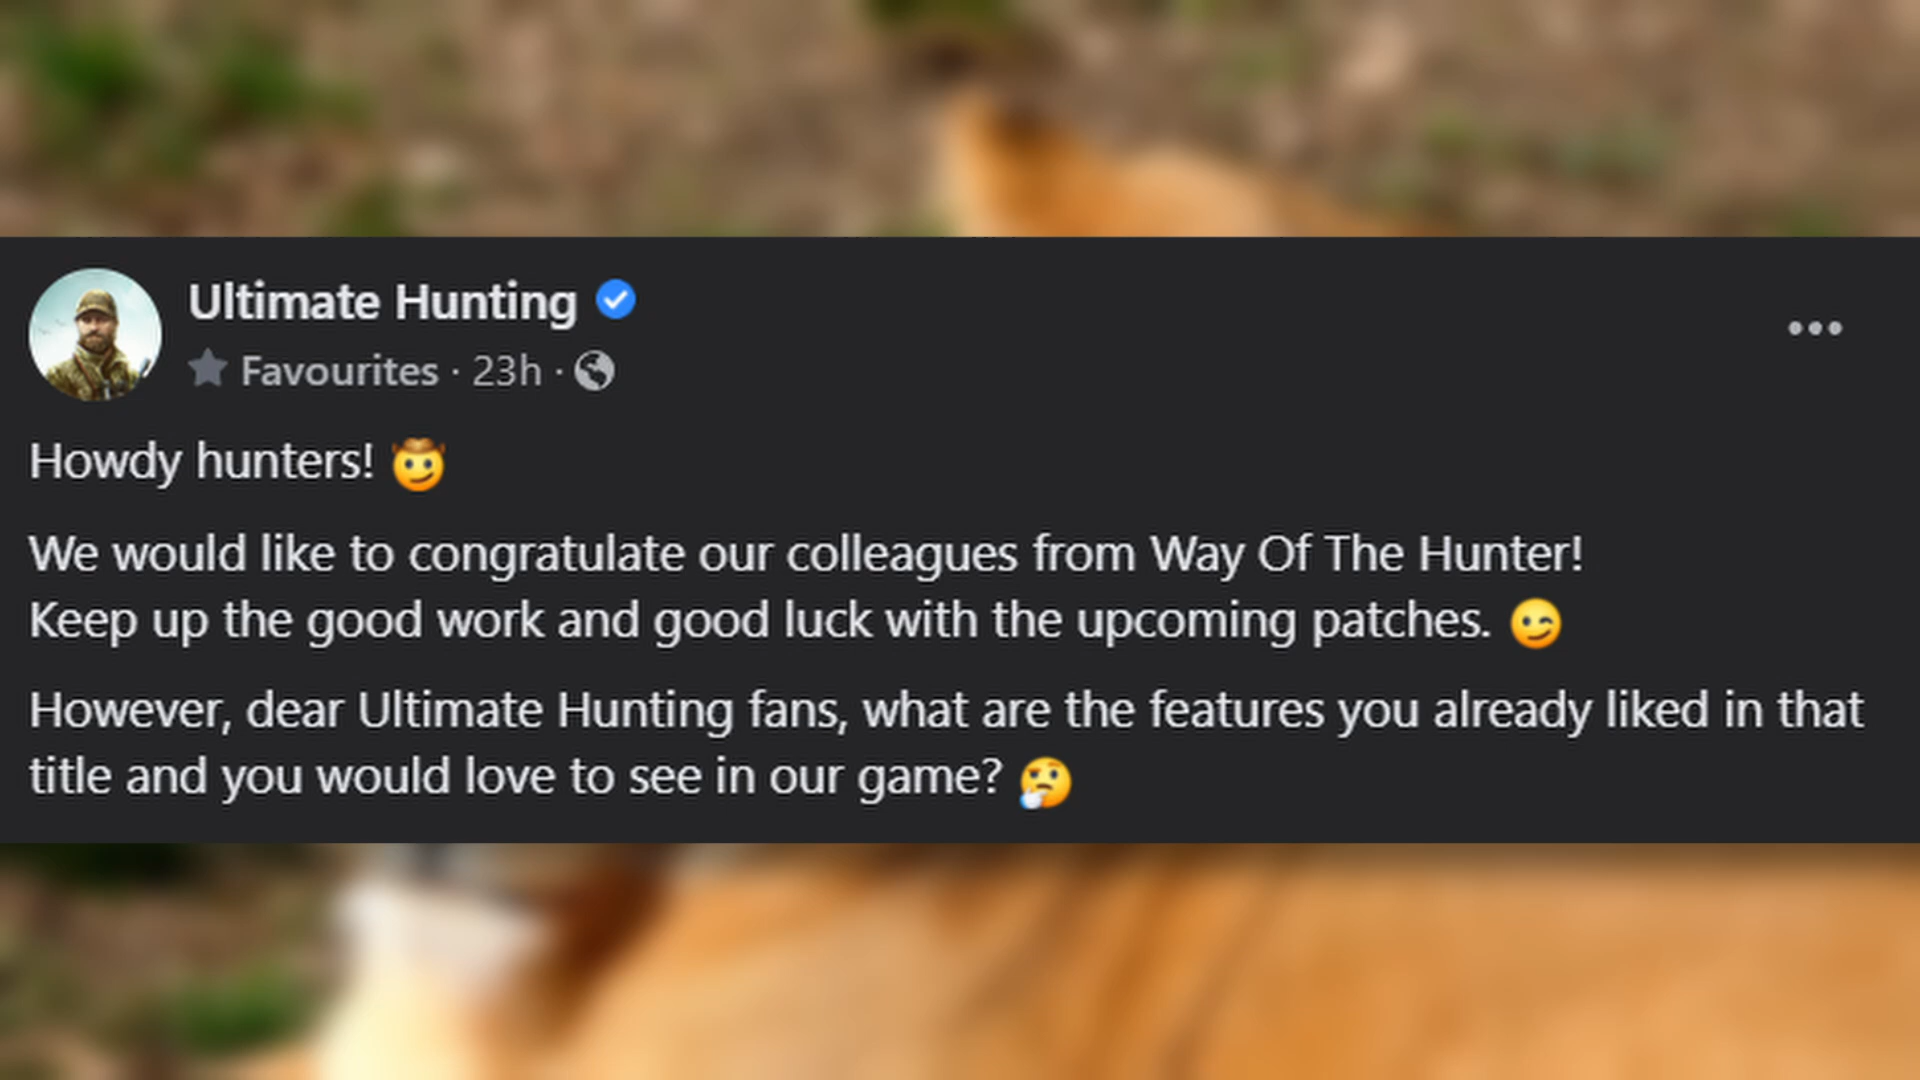 Ultimate Hunting
Favourites · 23h ·
Howdy hunters! 🤠
We would like to congratulate our colleagues from Way Of The Hunter!
Keep up the good work and good luck with the upcoming patches. 😉
However, dear Ultimate Hunting fans, what are the features you already liked in that
title and you would love to see in our game? 🤔